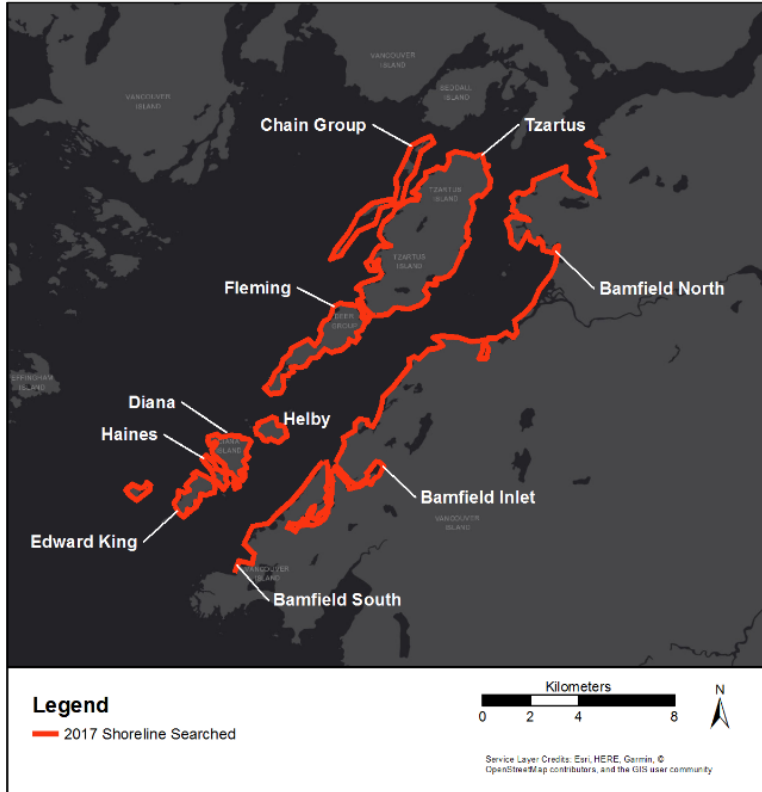 VANCOUVER
ISLAND
VANCOUVER
ISLAND
SEDDALL
ISLAND
Chain Group
Tzartus
TZARTUS
ISLAND
TZARTUS
ISLAND
Bamfield North
Fleming
DEER
GROUP
EFFINGHAM
ISLAND
Diana
Helby
Haines
DIANA
ISLAND
Bamfield Inlet
VANCOUVER
ISLAND
Edward King
VANCOUVER
ISLAND
Bamfield South
Legend
2017 Shoreline Searched
Kilometers
0 2 4 8
N
Service Layer Credits: Esri, HERE, Garmin, ©
OpenStreetMap contributors, and the GIS user community